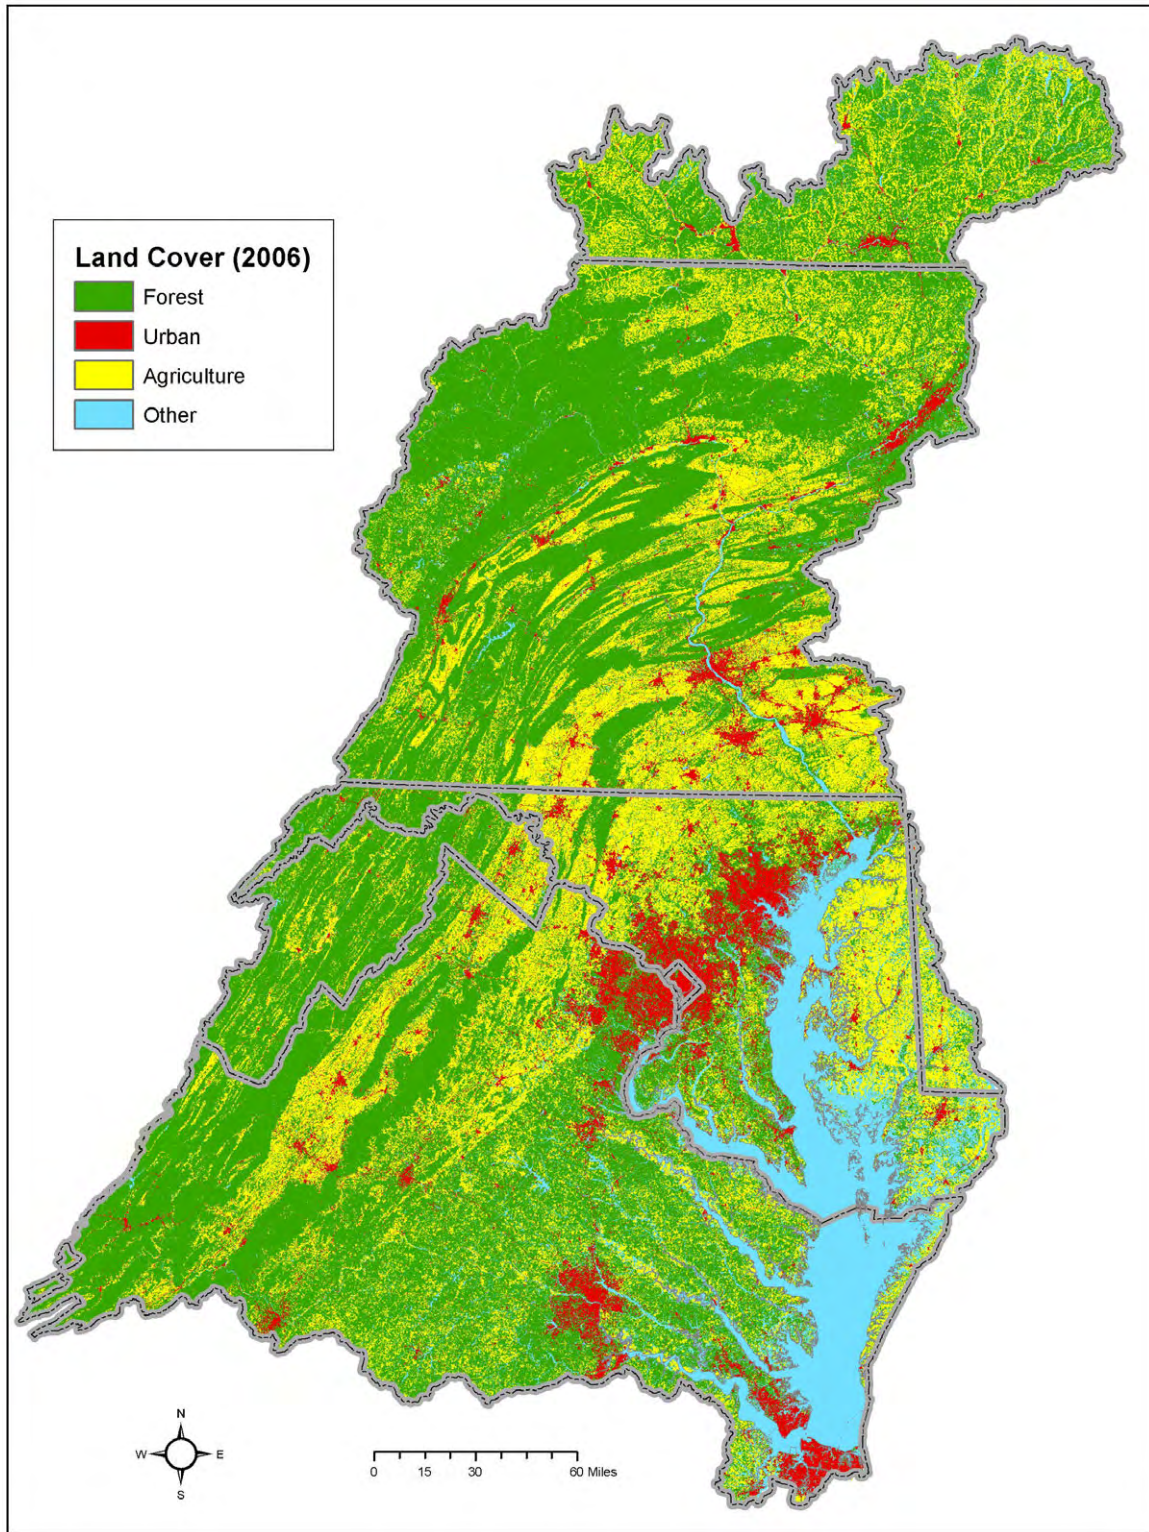 Land Cover (2006)
Forest
Urban
Agriculture
Other
N
W E
S
0 15 30 60 Miles